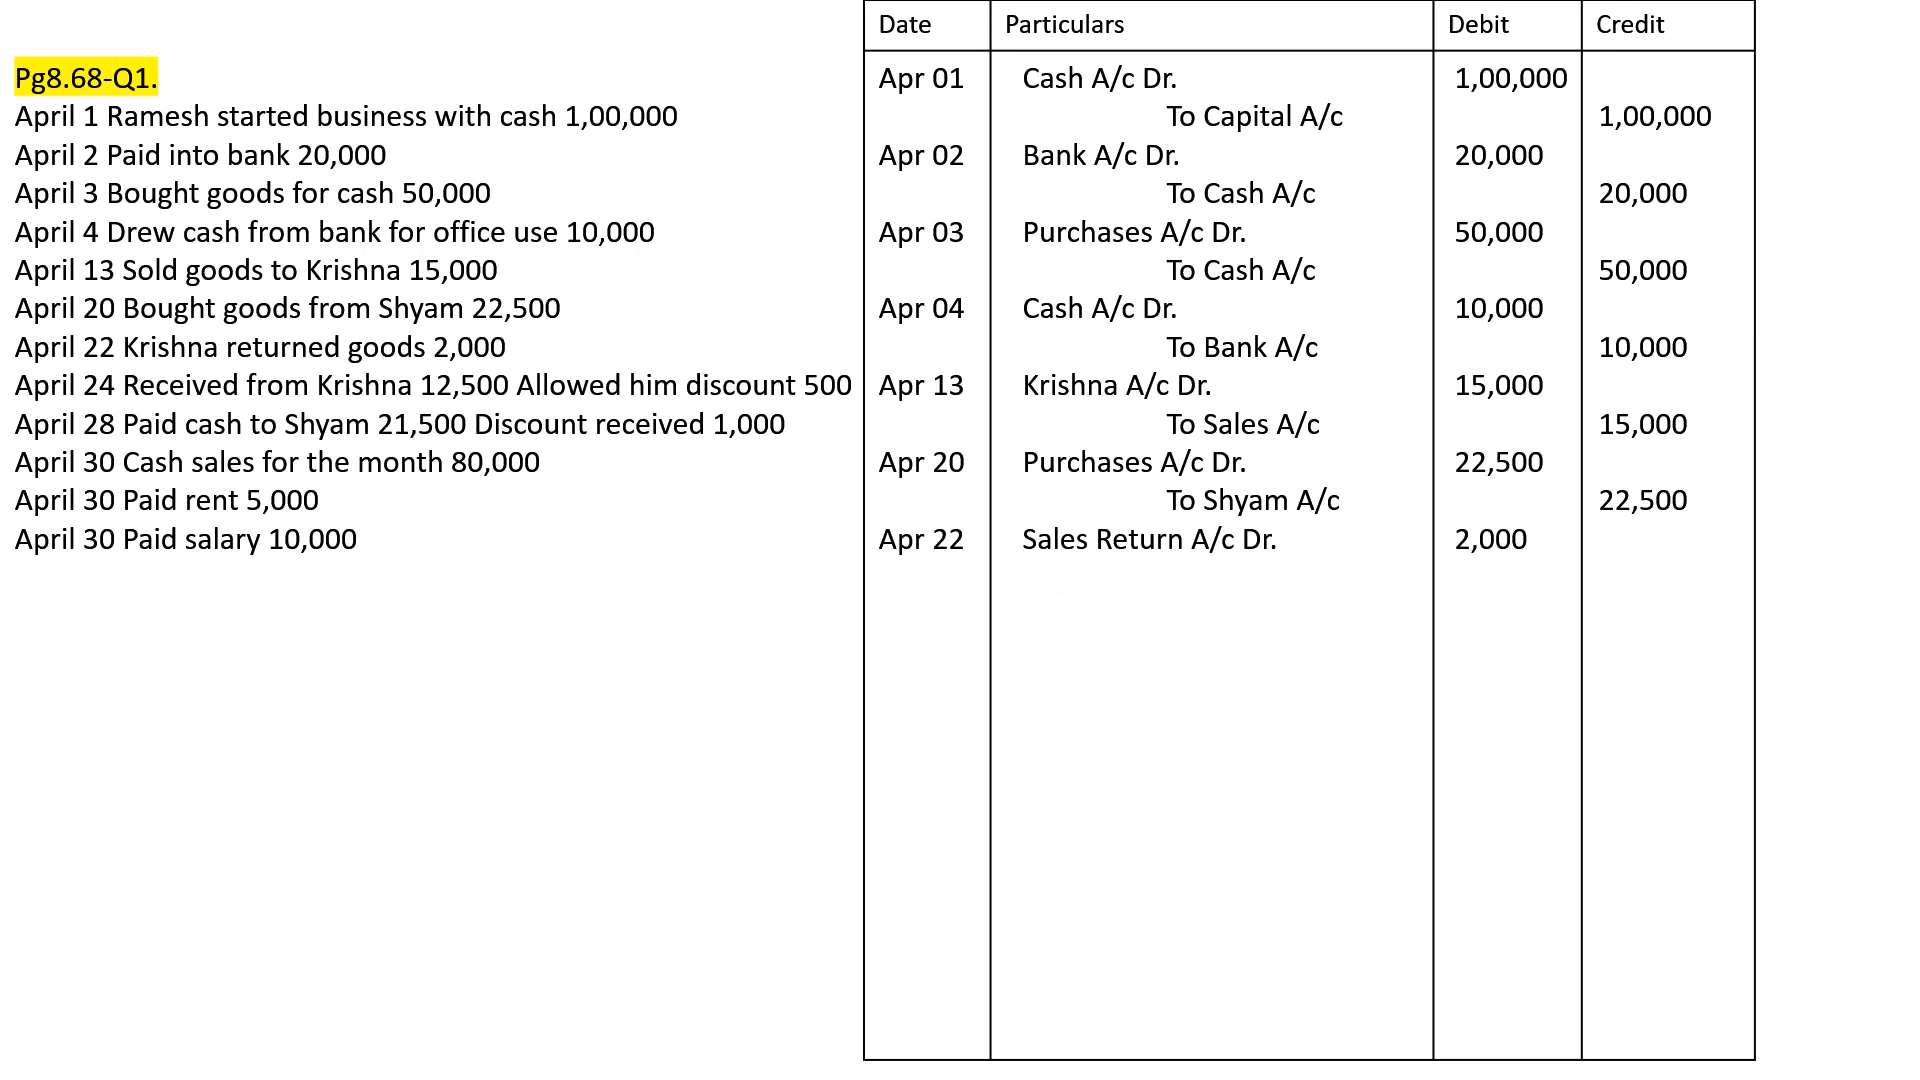 Pg8.68-Q1.
April 1 Ramesh started business with cash 1,00,000
April 2 Paid into bank 20,000
April 3 Bought goods for cash 50,000
April 4 Drew cash from bank for office use 10,000
April 13 Sold goods to Krishna 15,000
April 20 Bought goods from Shyam 22,500
April 22 Krishna returned goods 2,000
April 24 Received from Krishna 12,500 Allowed him discount 500
April 28 Paid cash to Shyam 21,500 Discount received 1,000
April 30 Cash sales for the month 80,000
April 30 Paid rent 5,000
April 30 Paid salary 10,000
Date Particulars Debit Credit
Apr 01 Cash A/c Dr. 1,00,000
To Capital A/c 1,00,000
Apr 02 Bank A/c Dr. 20,000
To Cash A/c 20,000
Apr 03 Purchases A/c Dr. 50,000
To Cash A/c 50,000
Apr 04 Cash A/c Dr. 10,000
To Bank A/c 10,000
Apr 13 Krishna A/c Dr. 15,000
To Sales A/c 15,000
Apr 20 Purchases A/c Dr. 22,500
To Shyam A/c 22,500
Apr 22 Sales Return A/c Dr. 2,000